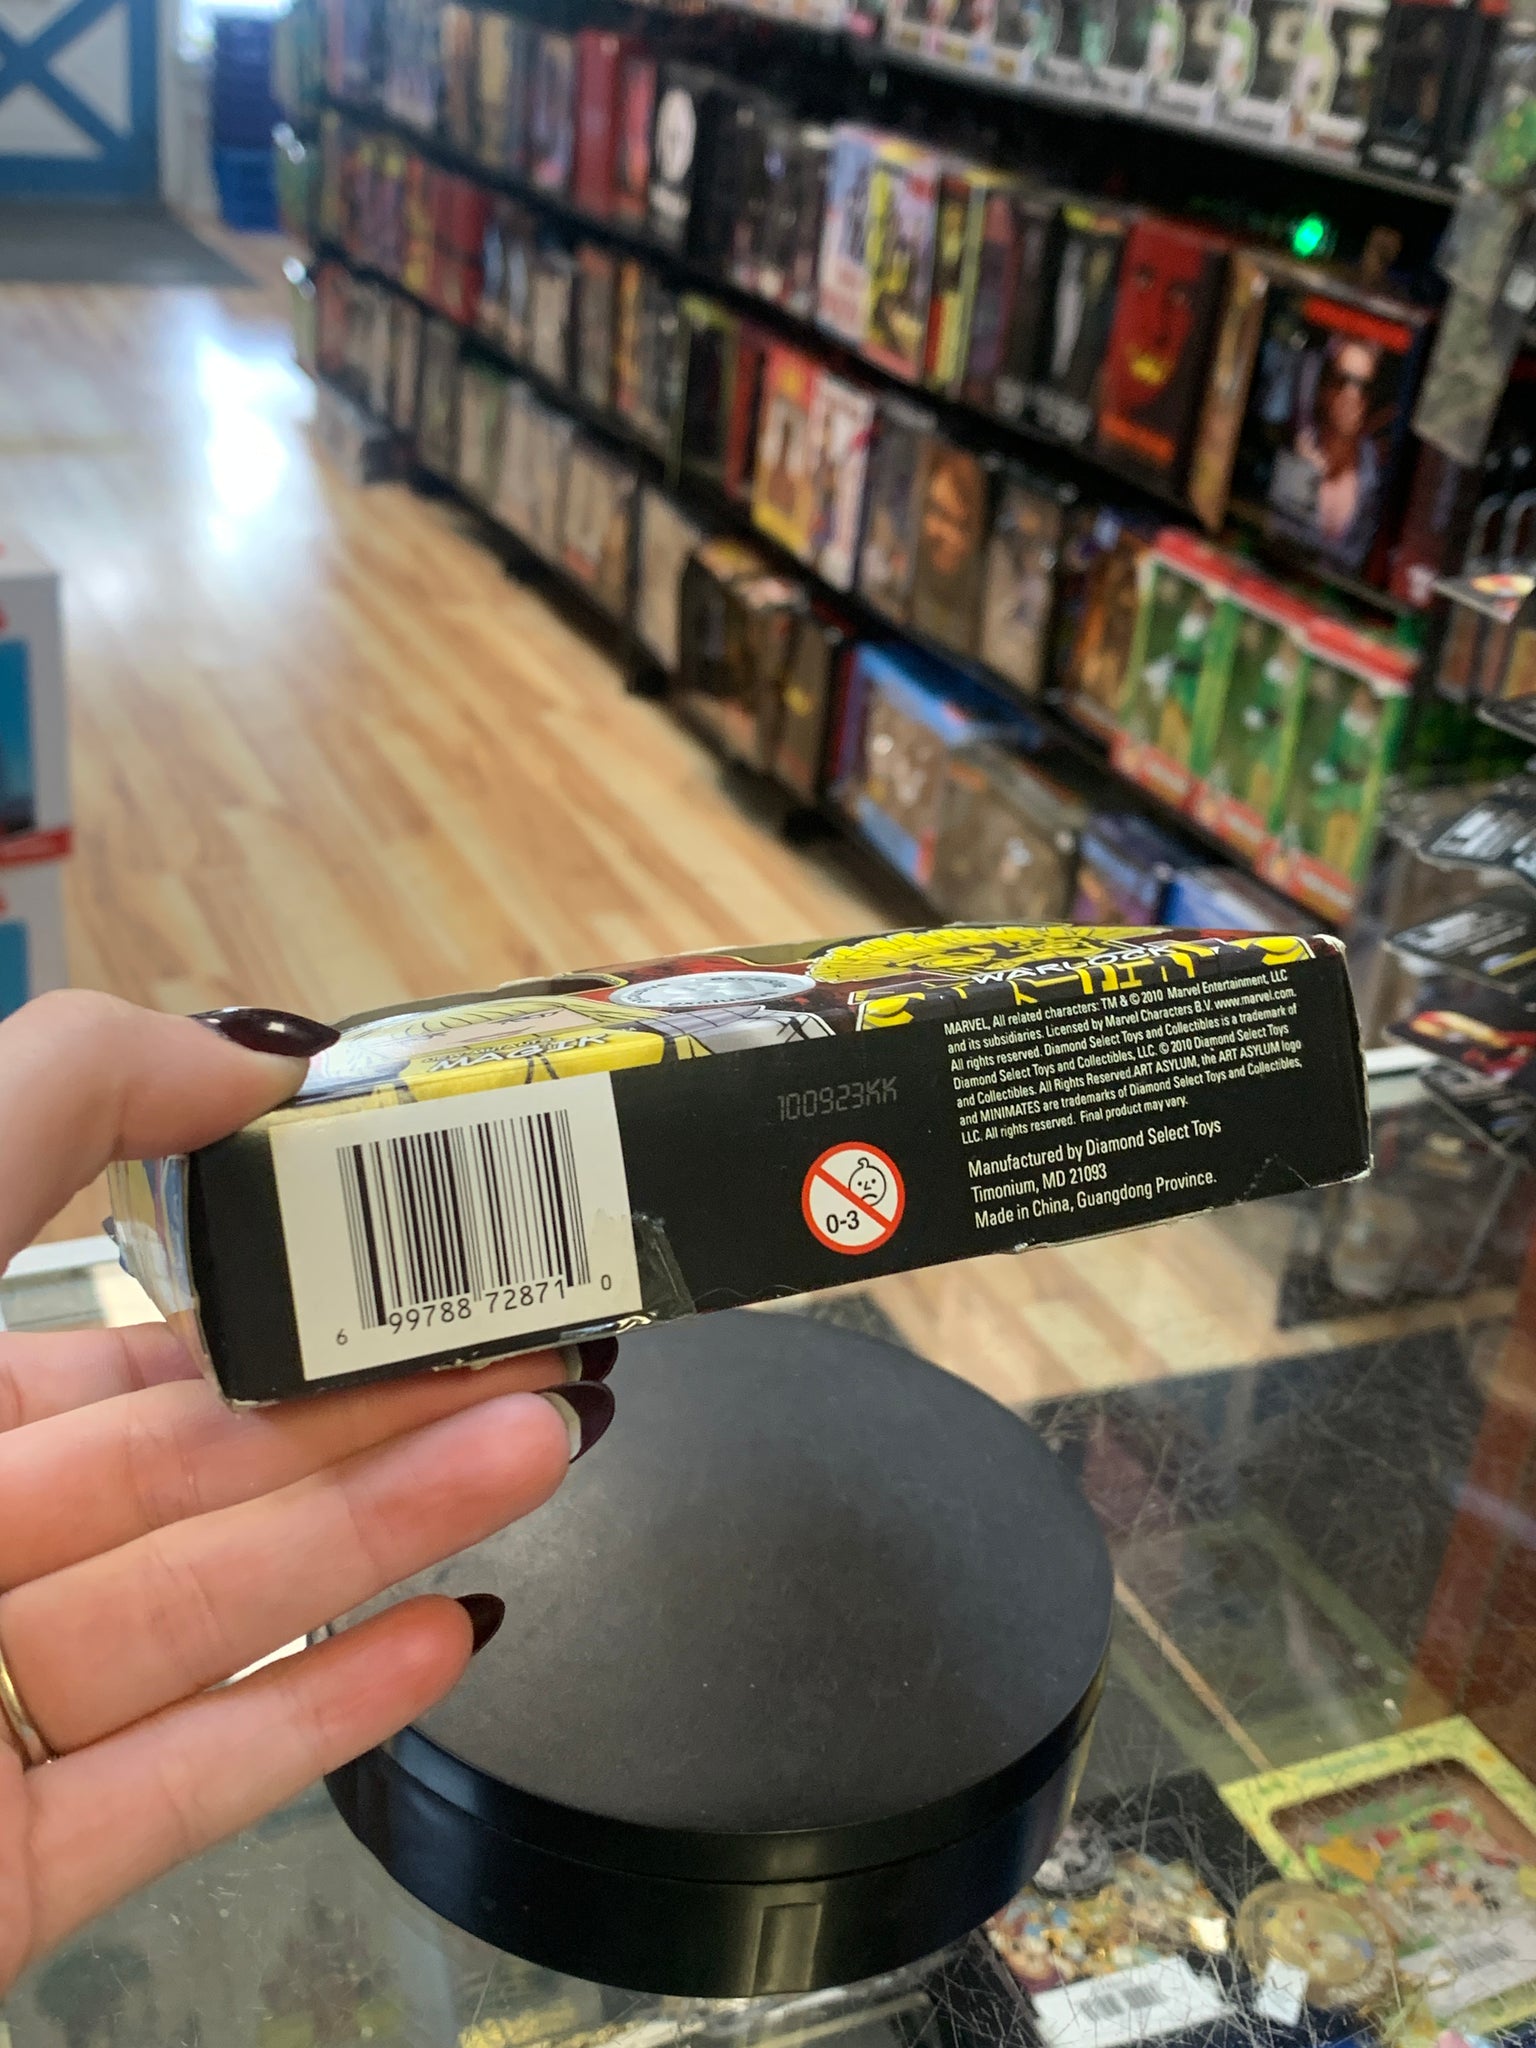 WARLOCK
MAGIK
100923KK
MARVEL, All related characters: TM & © 2010 Marvel Entertainment, LLC
and its subsidiaries. Licensed by Marvel Characters B.V. www.marvel.com
All rights reserved. Diamond Select Toys and Collectibles is a trademark of
Diamond Select Toys and Collectibles, LLC. © 2010 Diamond Select Toys
and Collectibles. All Rights Reserved.ART ASYLUM, the ART ASYLUM logo
and MINIMATES are trademarks of Diamond Select Toys and Collectibles,
LLC. All rights reserved. Final product may vary.
Manufactured by Diamond Select Toys
Timonium, MD 21093
Made in China, Guangdong Province.
0-3
6 99788 72871 0